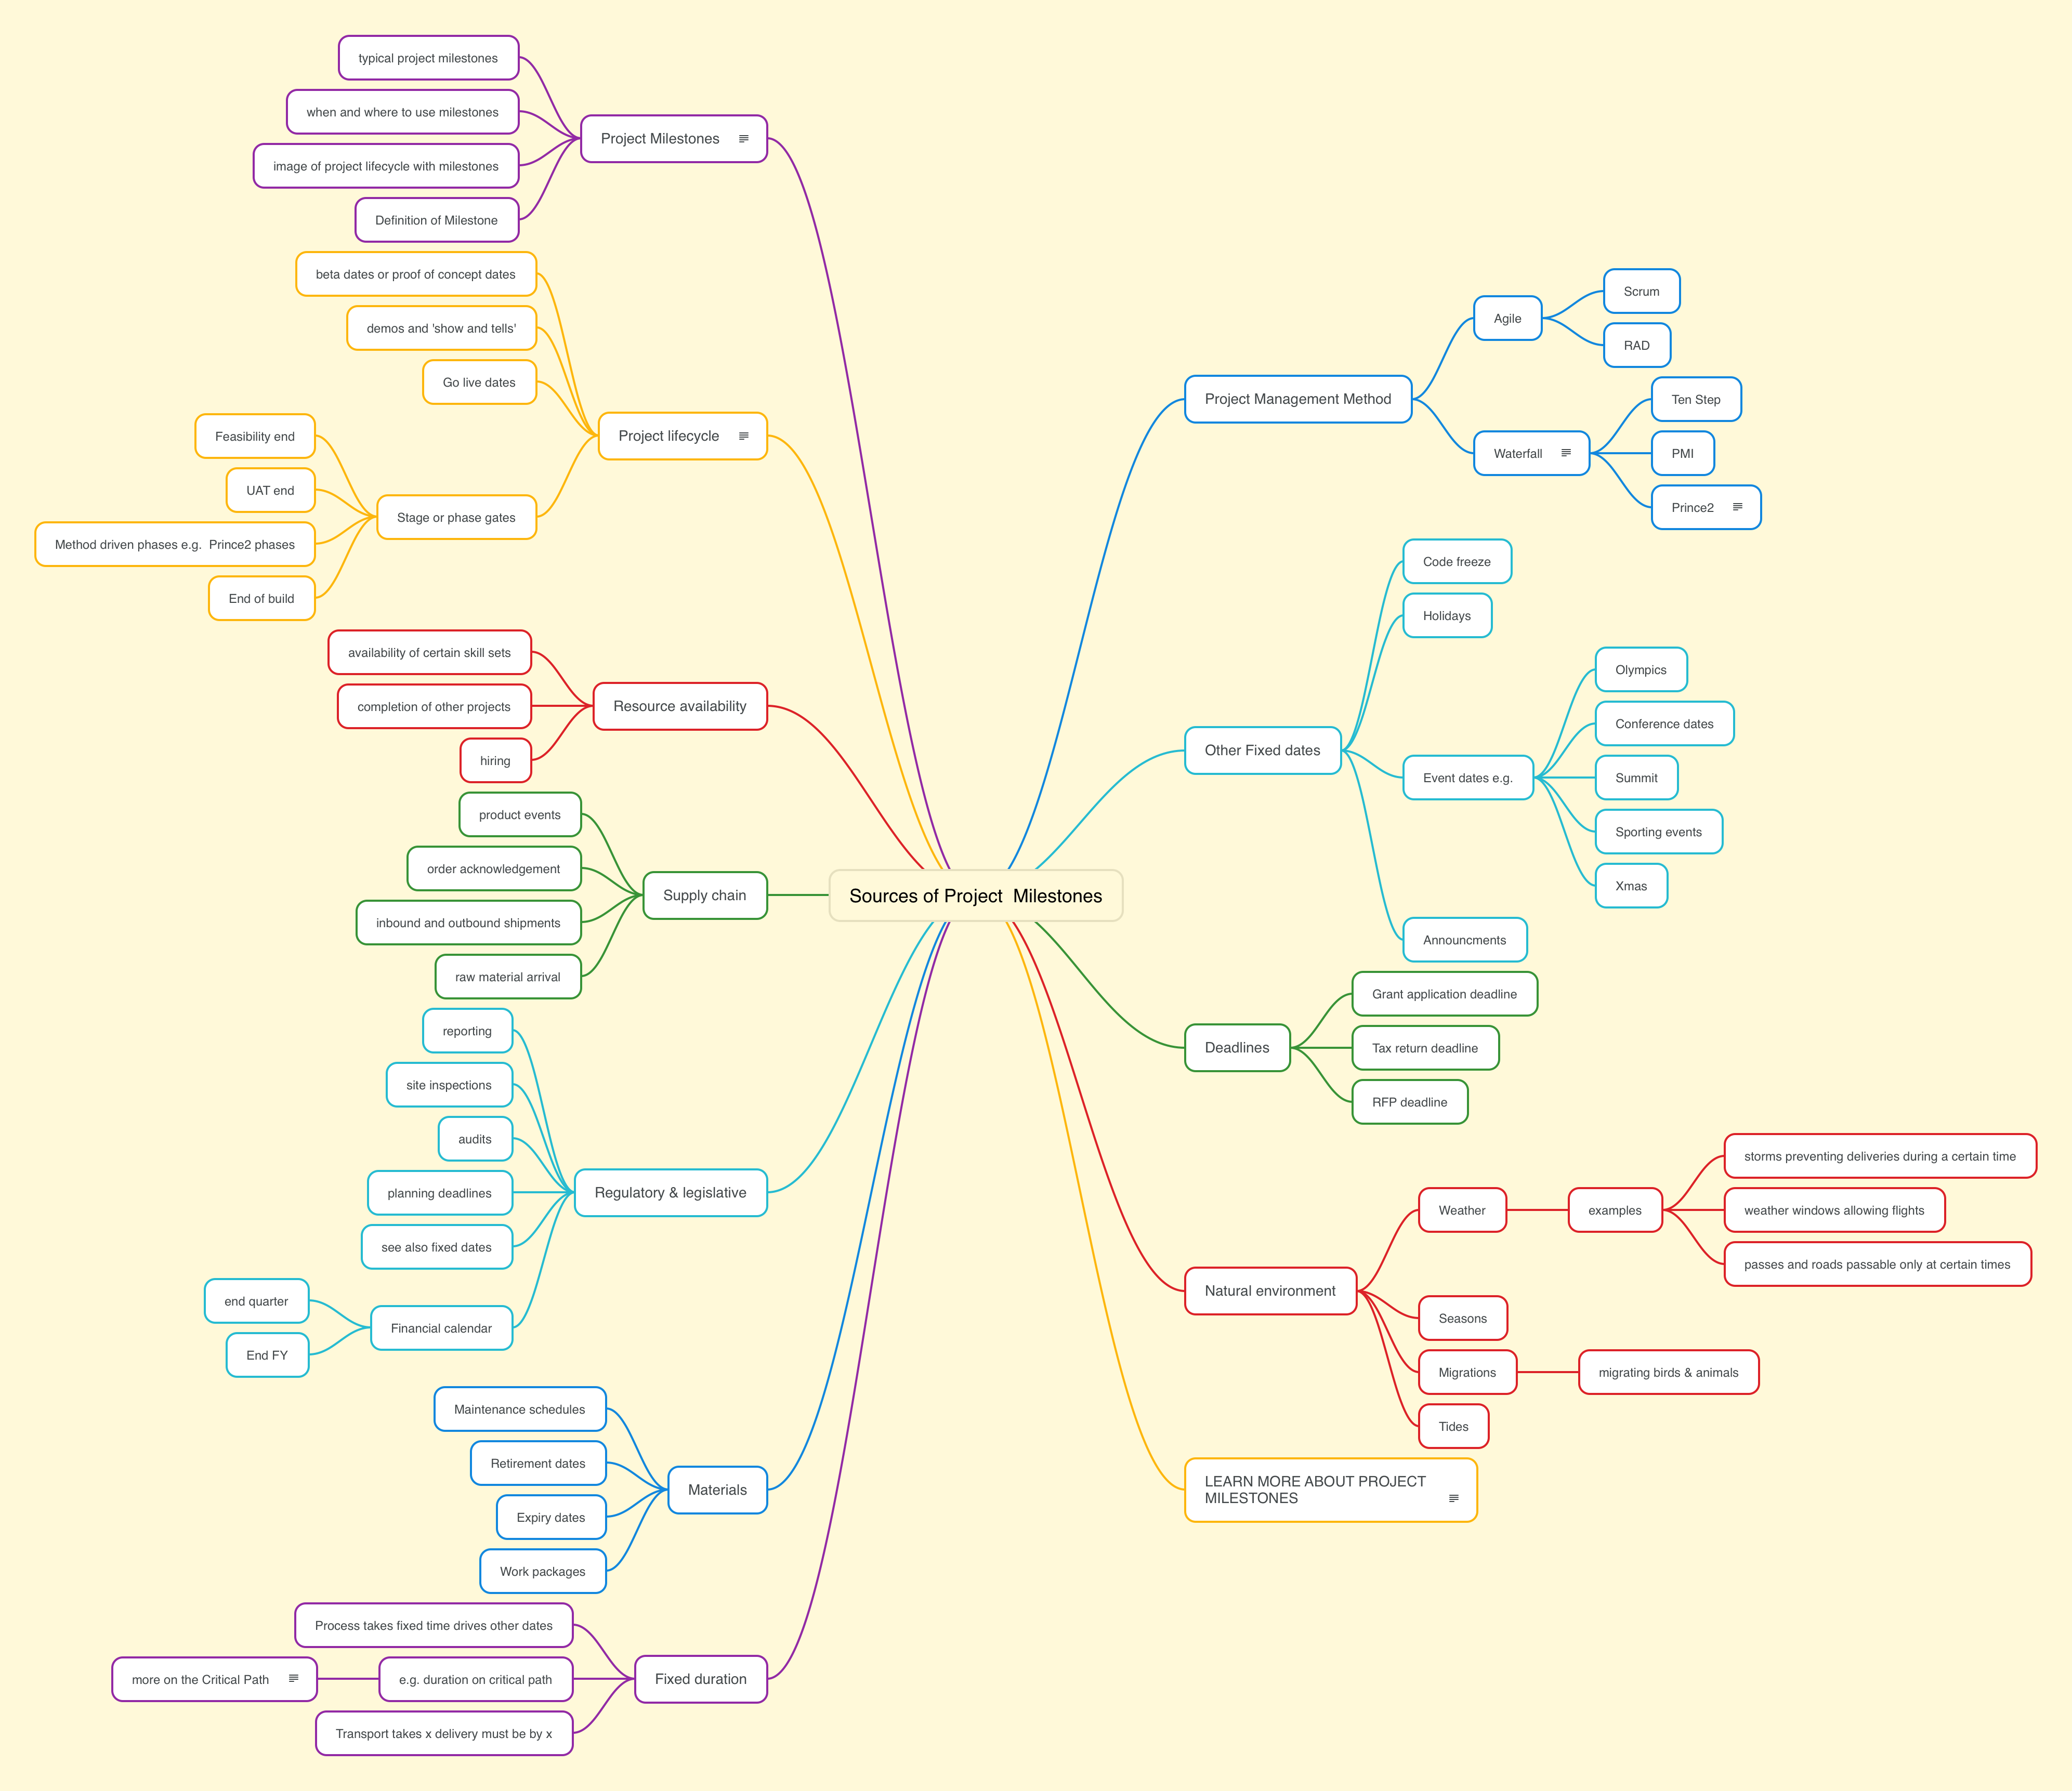 typical project milestones
when and where to use milestones
image of project lifecycle with milestones
Definition of Milestone
Project Milestones
beta dates or proof of concept dates
demos and 'show and tells'
Go live dates
Feasibility end
UAT end
Method driven phases e.g.  Prince2 phases
End of build
Stage or phase gates
Project lifecycle
availability of certain skill sets
completion of other projects
hiring
Resource availability
product events
order acknowledgement
inbound and outbound shipments
raw material arrival
Supply chain
reporting
site inspections
audits
planning deadlines
see also fixed dates
end quarter
End FY
Financial calendar
Regulatory & legislative
Maintenance schedules
Retirement dates
Expiry dates
Work packages
Materials
Process takes fixed time drives other dates
more on the Critical Path
e.g. duration on critical path
Transport takes x delivery must be by x
Fixed duration
Sources of Project  Milestones
Project Management Method
Agile
Scrum
RAD
Waterfall
Ten Step
PMI
Prince2
Other Fixed dates
Code freeze
Holidays
Event dates e.g.
Olympics
Conference dates
Summit
Sporting events
Xmas
Announcments
Deadlines
Grant application deadline
Tax return deadline
RFP deadline
Natural environment
Weather
examples
storms preventing deliveries during a certain time
weather windows allowing flights
passes and roads passable only at certain times
Seasons
Migrations
migrating birds & animals
Tides
LEARN MORE ABOUT PROJECT
MILESTONES